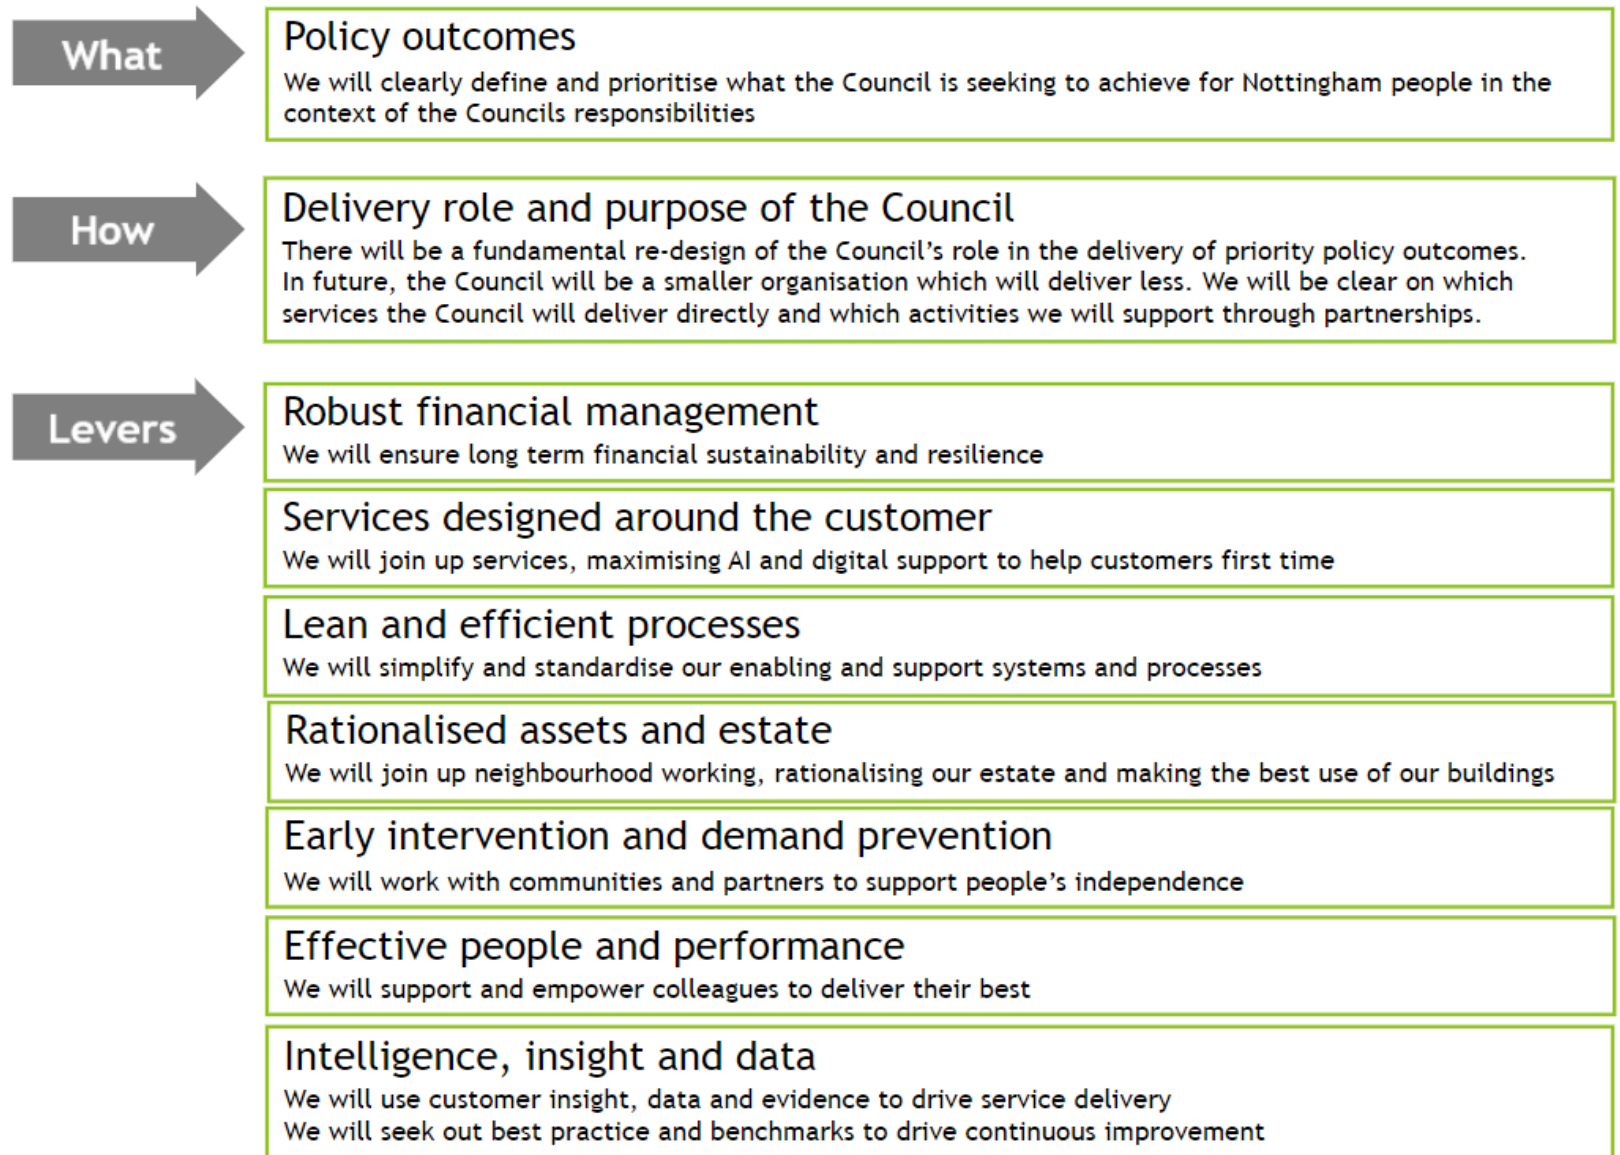 What
Policy outcomes
We will clearly define and prioritise what the Council is seeking to achieve for Nottingham people in the
context of the Councils responsibilities
How
Delivery role and purpose of the Council
There will be a fundamental re-design of the Council's role in the delivery of priority policy outcomes.
In future, the Council will be a smaller organisation which will deliver less. We will be clear on which
services the Council will deliver directly and which activities we will support through partnerships.
Levers
Robust financial management
We will ensure long term financial sustainability and resilience
Services designed around the customer
We will join up services, maximising AI and digital support to help customers first time
Lean and efficient processes
We will simplify and standardise our enabling and support systems and processes
Rationalised assets and estate
We will join up neighbourhood working, rationalising our estate and making the best use of our buildings
Early intervention and demand prevention
We will work with communities and partners to support people's independence
Effective people and performance
We will support and empower colleagues to deliver their best
Intelligence, insight and data
We will use customer insight, data and evidence to drive service delivery
We will seek out best practice and benchmarks to drive continuous improvement